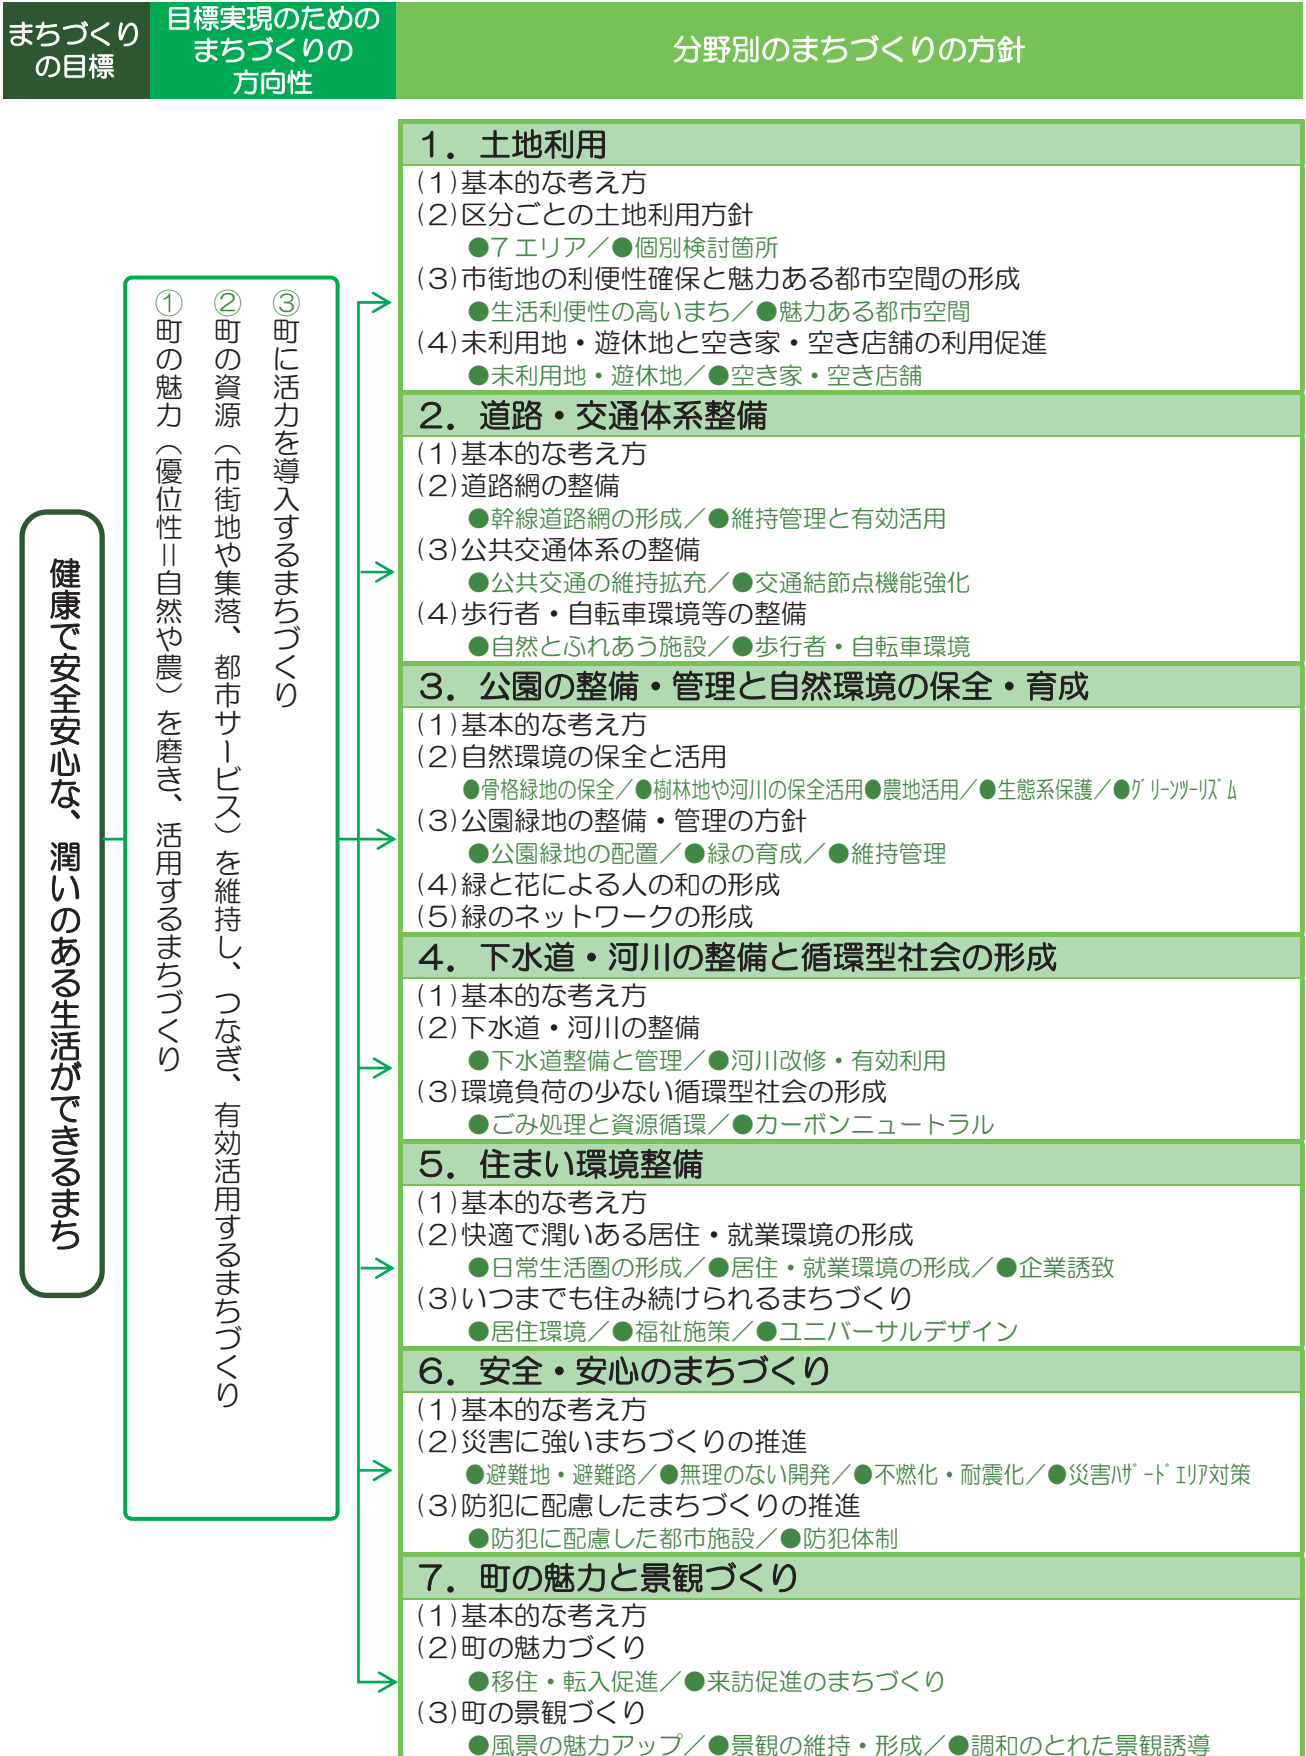 まちづくり
の目標
目標実現のための
まちづくりの
方向性
分野別のまちづくりの方針
健康で安全安心な、潤いのある生活ができるまち
①町の魅力（優位性＝自然や農）を磨き、活用するまちづくり
②町の資源（市街地や集落、都市サービス）を維持し、つなぎ、有効活用するまちづくり
③町に活力を導入するまちづくり
１．土地利用
(１)基本的な考え方
(２)区分ごとの土地利用方針
●７エリア／●個別検討箇所
(３)市街地の利便性確保と魅力ある都市空間の形成
●生活利便性の高いまち／●魅力ある都市空間
(４)未利用地・遊休地と空き家・空き店舗の利用促進
●未利用地・遊休地／●空き家・空き店舗
２．道路・交通体系整備
(１)基本的な考え方
(２)道路網の整備
●幹線道路網の形成／●維持管理と有効活用
(３)公共交通体系の整備
●公共交通の維持拡充／●交通結節点機能強化
(４)歩行者・自転車環境等の整備
●自然とふれあう施設／●歩行者・自転車環境
３．公園の整備・管理と自然環境の保全・育成
(１)基本的な考え方
(２)自然環境の保全と活用
●骨格緑地の保全／●樹林地や河川の保全活用●農地活用／●生態系保護／●ｸﾞﾘｰﾝﾂｰﾘｽﾞﾑ
(３)公園緑地の整備・管理の方針
●公園緑地の配置／●緑の育成／●維持管理
(４)緑と花による人の和の形成
(５)緑のネットワークの形成
４．下水道・河川の整備と循環型社会の形成
(１)基本的な考え方
(２)下水道・河川の整備
●下水道整備と管理／●河川改修・有効利用
(３)環境負荷の少ない循環型社会の形成
●ごみ処理と資源循環／●カーボンニュートラル
５．住まい環境整備
(１)基本的な考え方
(２)快適で潤いある居住・就業環境の形成
●日常生活圏の形成／●居住・就業環境の形成／●企業誘致
(３)いつまでも住み続けられるまちづくり
●居住環境／●福祉施策／●ユニバーサルデザイン
６．安全・安心のまちづくり
(１)基本的な考え方
(２)災害に強いまちづくりの推進
●避難地・避難路／●無理のない開発／●不燃化・耐震化／●災害ﾊｻﾞｰﾄﾞｴﾘｱ対策
(３)防犯に配慮したまちづくりの推進
●防犯に配慮した都市施設／●防犯体制
７．町の魅力と景観づくり
(１)基本的な考え方
(２)町の魅力づくり
●移住・転入促進／●来訪促進のまちづくり
(３)町の景観づくり
●風景の魅力アップ／●景観の維持・形成／●調和のとれた景観誘導